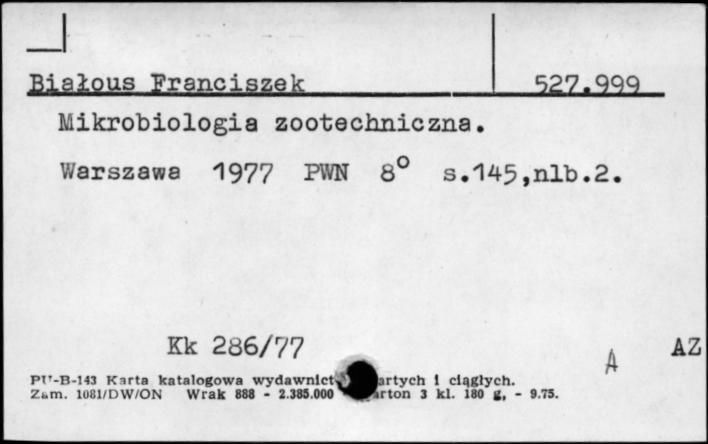 Białous Franciszek 527.999
Mikrobiologia zootechniczna.
Warszawa 1977 PWN 8° s.145,nlb.2.
Kk 286/77 A AZ
PU-B-143 Karta katalogowa wydawnict artych i ciągłych.
Zam. 1081/DW/ON Wrak 888 - 2.385.000 arton 3 kl. 180 g, - 9.75.